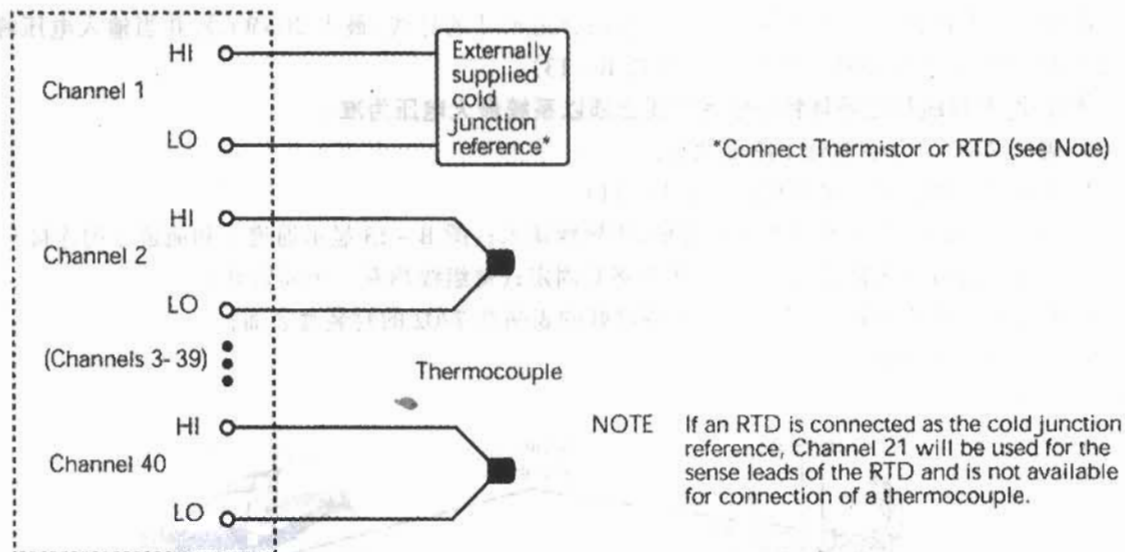 HI
Channel 1
LO
Externally
supplied
cold
junction
reference*
*Connect Thermistor or RTD (see Note)
HI
Channel 2
LO
(Channels 3-39)
Thermocouple
HI
Channel 40
LO
NOTE If an RTD is connected as the cold junction
reference, Channel 21 will be used for the
sense leads of the RTD and is not available
for connection of a thermocouple.